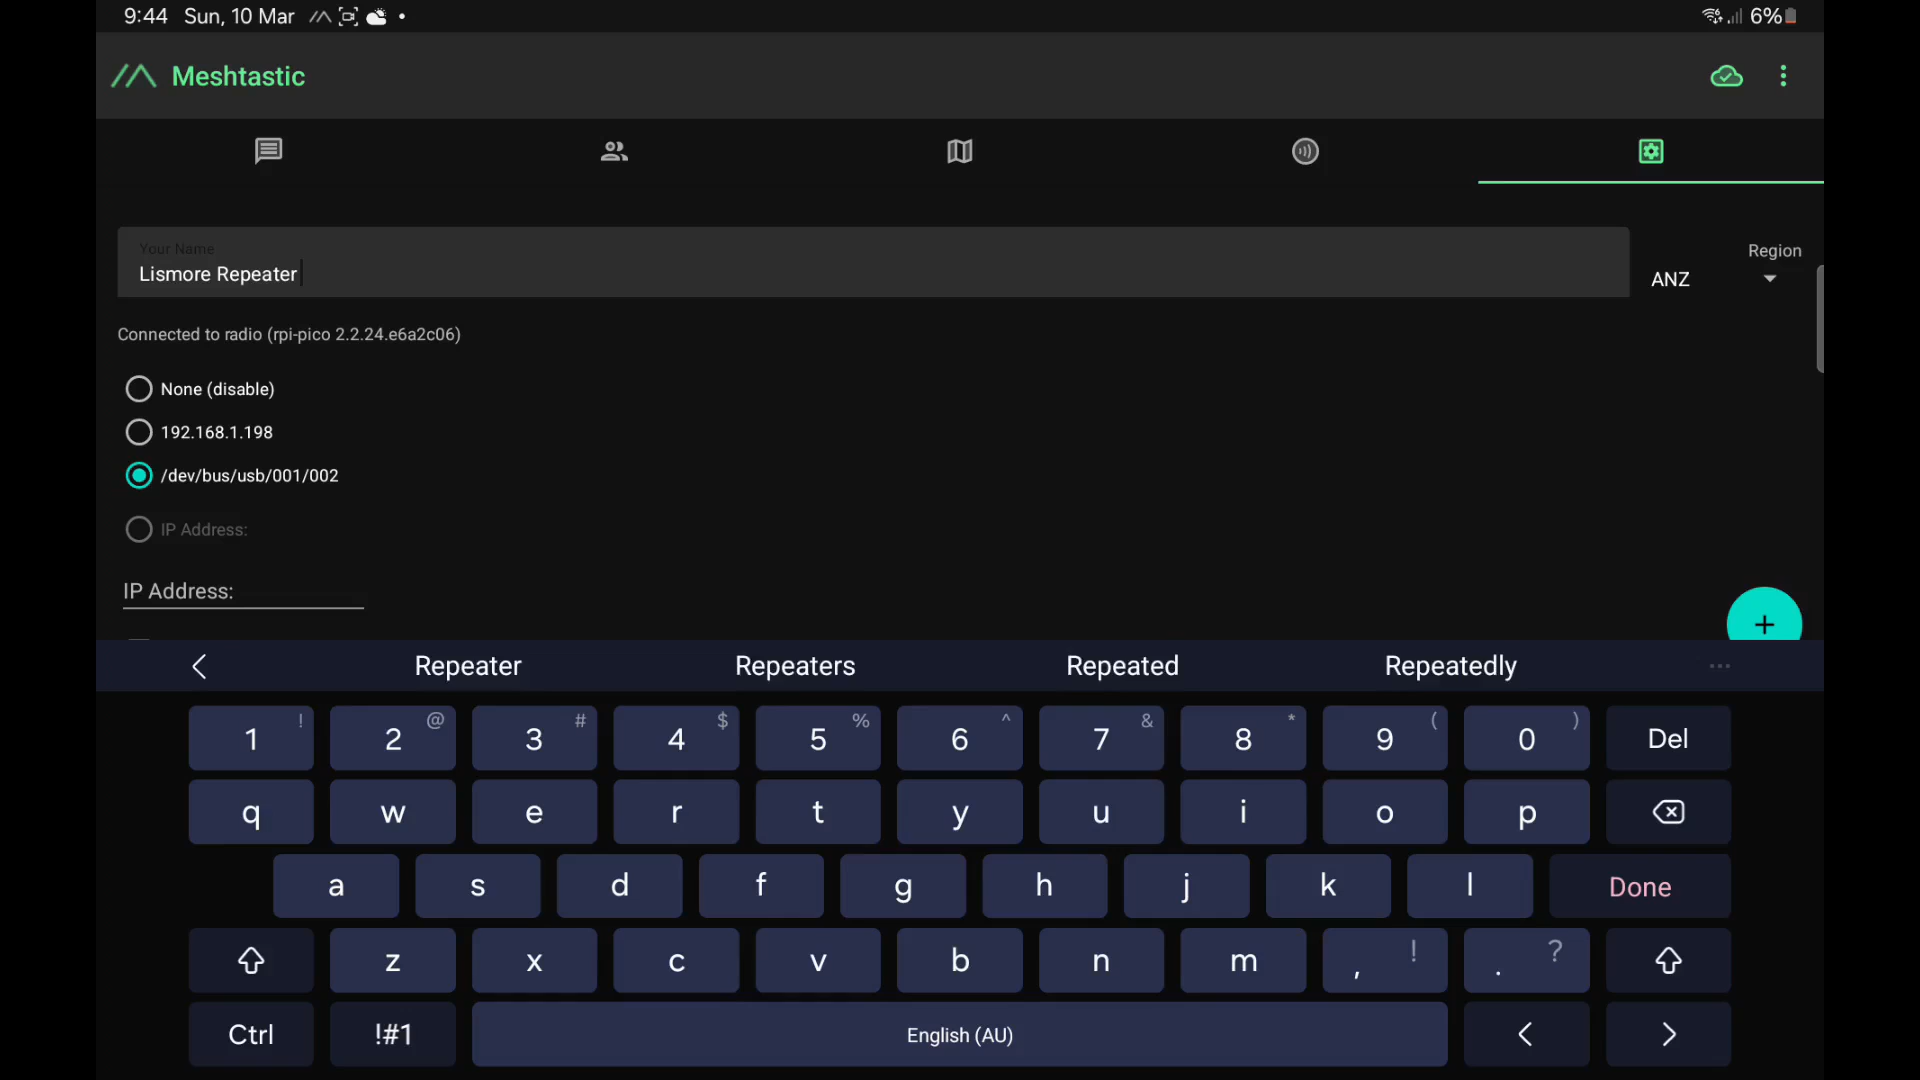 9:44 Sun, 10 Mar
6%
Meshtastic
Your Name
Lismore Repeater
ANZ
Region
Connected to radio (rpi-pico 2.2.24.e6a2c06)
None (disable)
192.168.1.198
/dev/bus/usb/001/002
IP Address:
IP Address:
Repeater Repeaters Repeated Repeatedly ...
1 ! 2 @ 3 # 4 $ 5 % 6 ^ 7 & 8 * 9 ( 0 ) Del
q w e r t y u i o p
a s d f g h j k l Done
z x c v b n m , ! . ?
Ctrl !#1 English (AU) < >